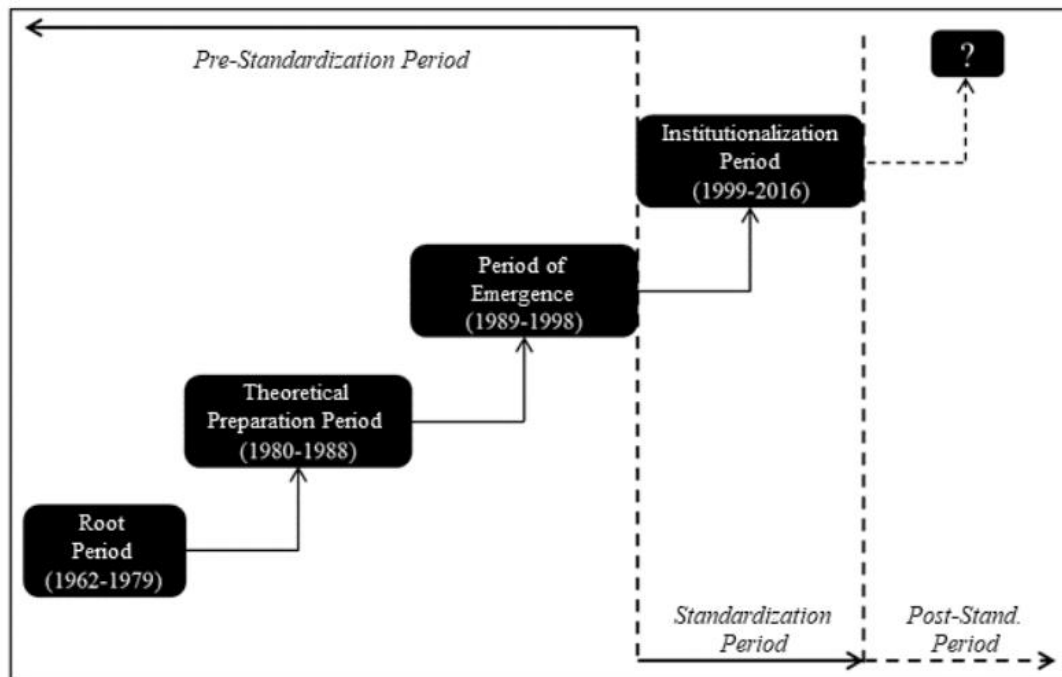 Pre-Standardization Period
?
Institutionalization
Period
(1999-2016)
Period of
Emergence
(1989-1998)
Theoretical
Preparation Period
(1980-1988)
Root
Period
(1962-1979)
Standardization
Period
Post-Stand.
Period